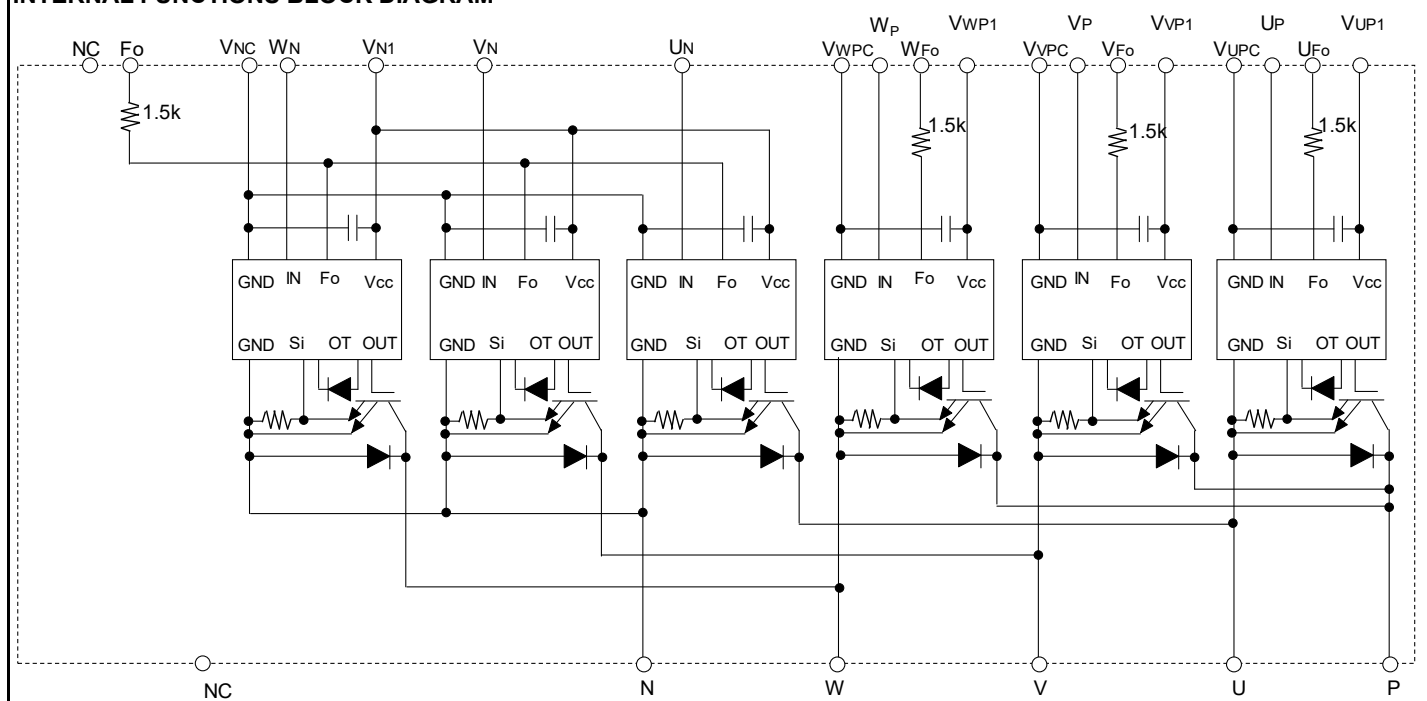 INTERNAL FUNCTIONS BLOCK DIAGRAM
NC Fo VNC WN VN1 VN UN VWPC WP WFo VWP1 VVPC VP VFo VVP1 VUPC UP UFo VUP1
1.5k 1.5k 1.5k 1.5k
GND IN Fo Vcc GND IN Fo Vcc GND IN Fo Vcc GND IN Fo Vcc GND IN Fo Vcc GND IN Fo Vcc
GND Si OT OUT GND Si OT OUT GND Si OT OUT GND Si OT OUT GND Si OT OUT GND Si OT OUT
NC N W V U P